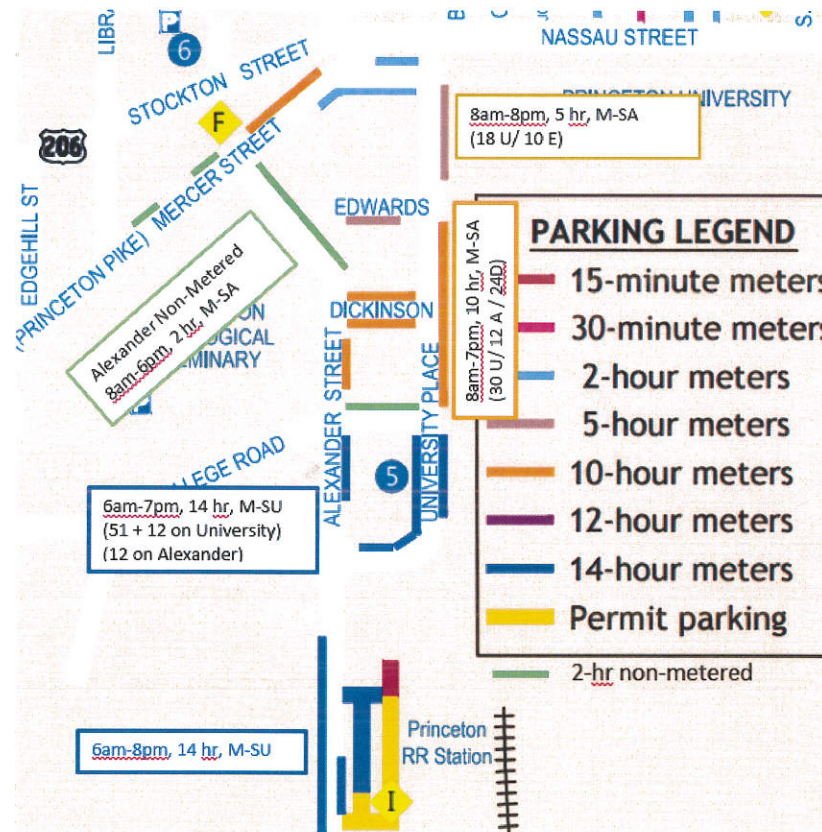 LIBR
P
6
STOCKTON STREET
NASSAU STREET
S.
PRINCETON UNIVERSITY
8am-8pm, 5 hr, M-SA
(18 U/ 10 E)
F
206
(PRINCETON PIKE) MERCER STREET
EDGEHILL ST
EDWARDS
Alexander Non-Metered
8am-6pm, 2 hr, M-SA
ON
OGICAL
EMINARY
P
DICKINSON
8am-7pm, 10 hr, M-SA
(30 U/ 12 A / 24D)
ALEXANDER STREET
UNIVERSITY PLACE
5
LLEGE ROAD
6am-7pm, 14 hr, M-SU
(51 + 12 on University)
(12 on Alexander)
PARKING LEGEND
15-minute meters
30-minute meters
2-hour meters
5-hour meters
10-hour meters
12-hour meters
14-hour meters
Permit parking
2-hr non-metered
6am-8pm, 14 hr, M-SU
Princeton
RR Station
I